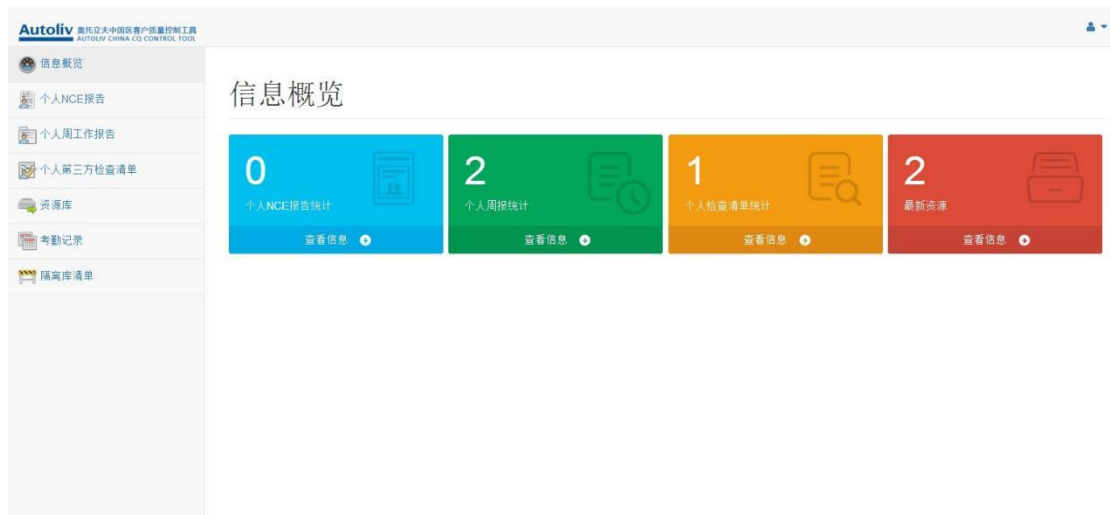 Autoliv 奥托立夫中国区客户质量控制工具
AUTOLIV CHINA CQ CONTROL TOOL
信息概览
个人NCE报告
个人周工作报告
个人第三方检查清单
资源库
考勤记录
隔离库清单
信息概览
0
个人NCE报告统计
查看信息
2
个人周报统计
查看信息
1
个人检查清单统计
查看信息
2
最新资源
查看信息